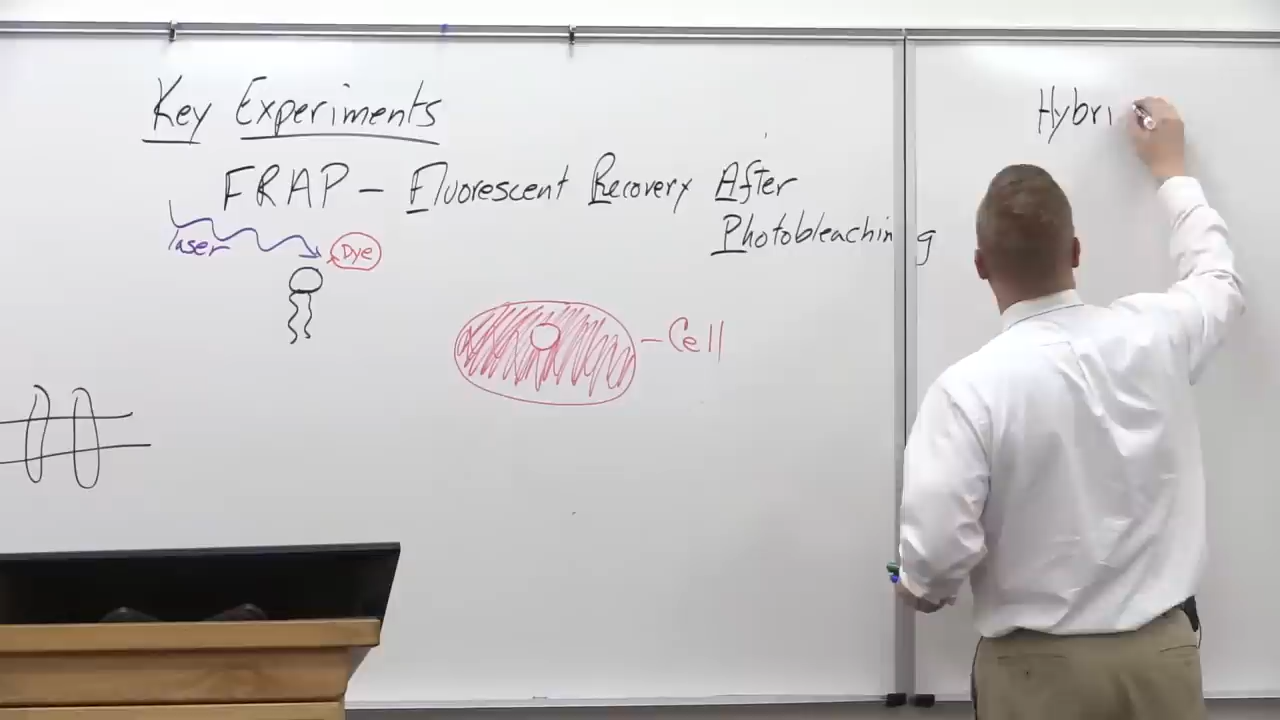 Key Experiments
FRAP - Fluorescent Recovery After
Photobleaching
laser
Dye
Cell
Hybri